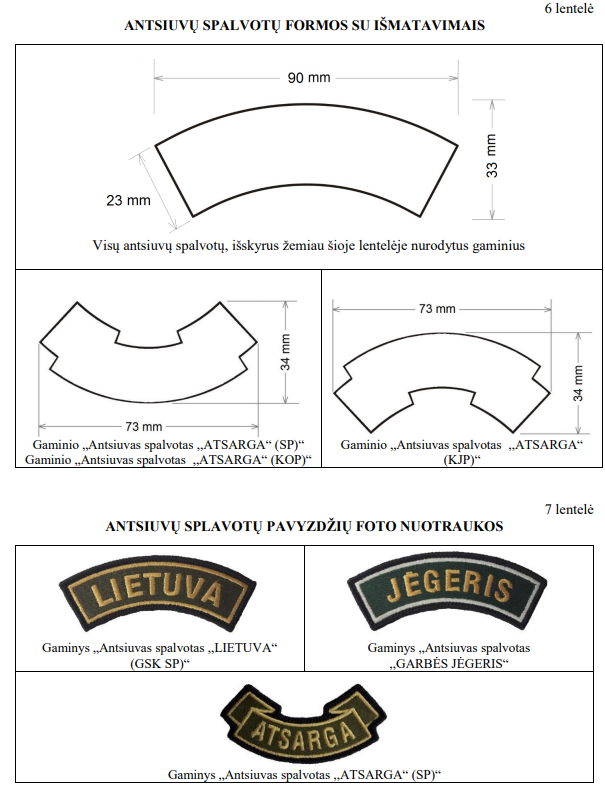 6 lentelė
ANTSIUVŲ SPALVOTŲ FORMOS SU IŠMATAVIMAIS
90 mm
33 mm
23 mm
Visų antsiuvų spalvotų, išskyrus žemiau šioje lentelėje nurodytus gaminius
34 mm
73 mm
Gaminio „Antsiuvas spalvotas „ATSARGA“ (SP)“
Gaminio „Antsiuvas spalvotas „ATSARGA“ (KOP)“
73 mm
34 mm
Gaminio „Antsiuvas spalvotas „ATSARGA“
(KJP)“
7 lentelė
ANTSIUVŲ SPLAVOTŲ PAVYZDŽIŲ FOTO NUOTRAUKOS
LIETUVA
Gaminys „Antsiuvas spalvotas „LIETUVA“
(GSK SP)“
JĖGERIS
Gaminys „Antsiuvas spalvotas
„GARBĖS JĖGERIS“
ATSARGA
Gaminys „Antsiuvas spalvotas „ATSARGA“ (SP)“